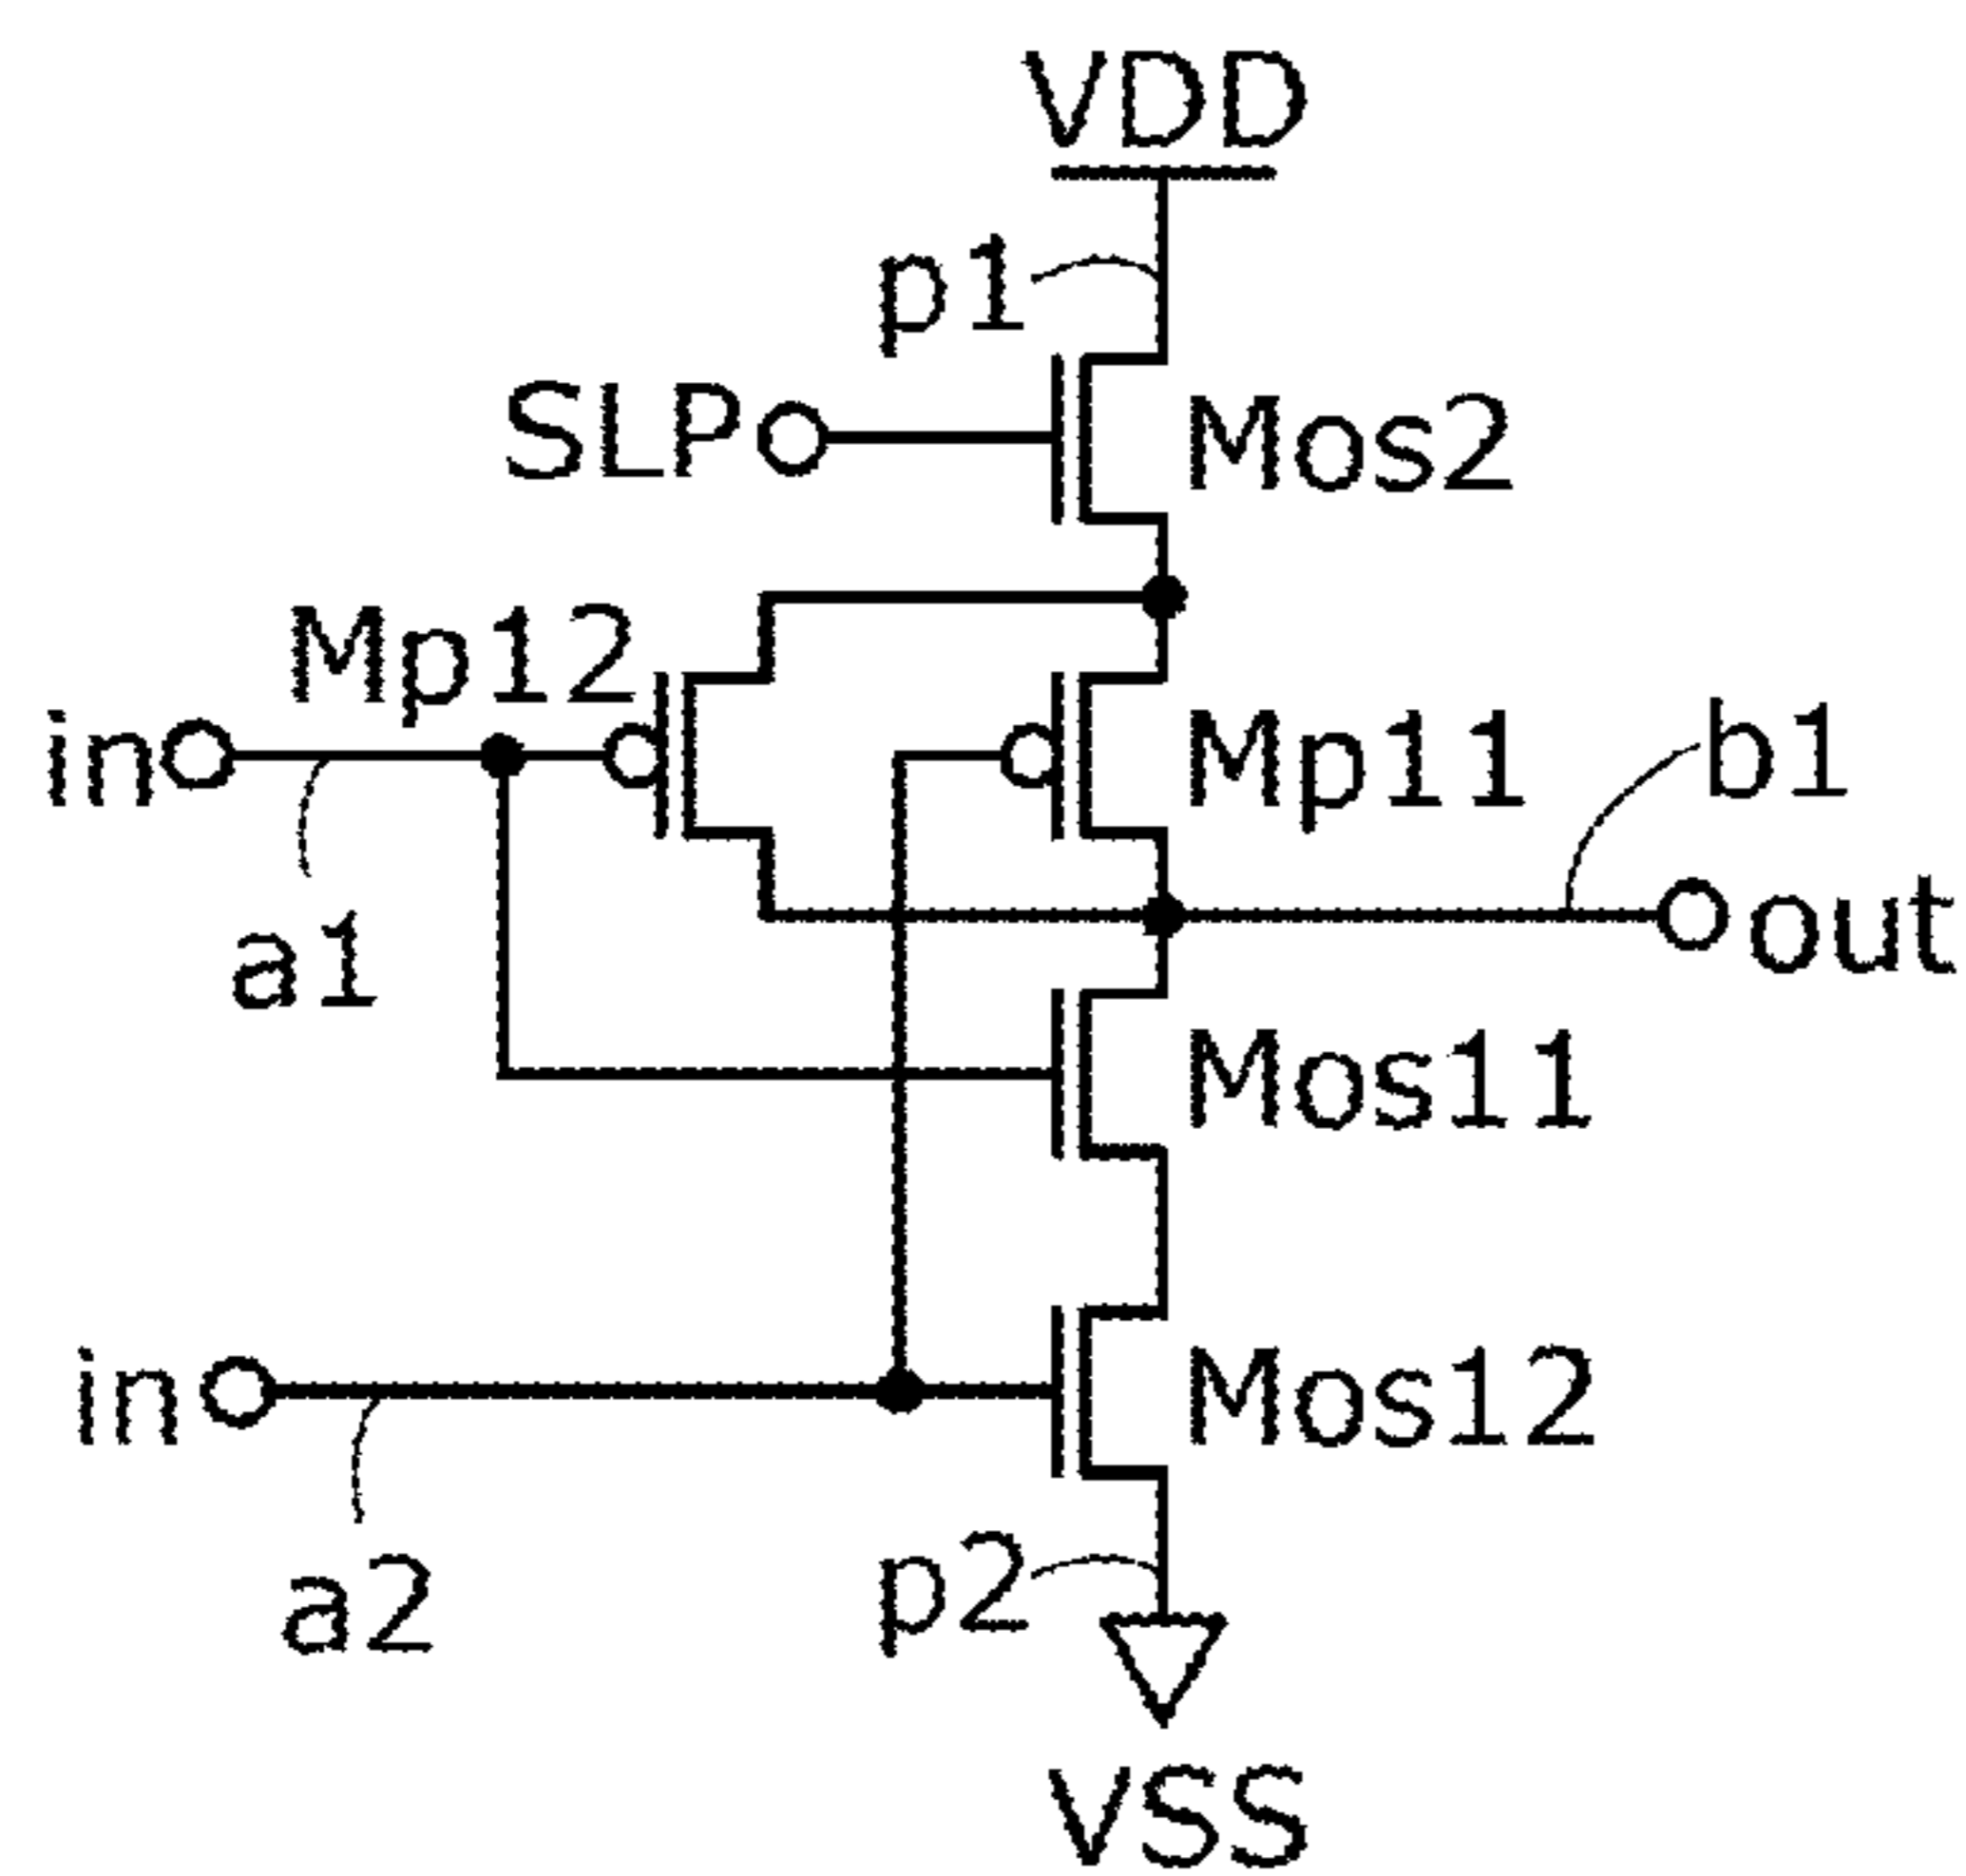 VDD
p1
SLP
Mos2
Mp12
in
Mp11
b1
out
a1
Mos11
in
Mos12
a2
p2
VSS